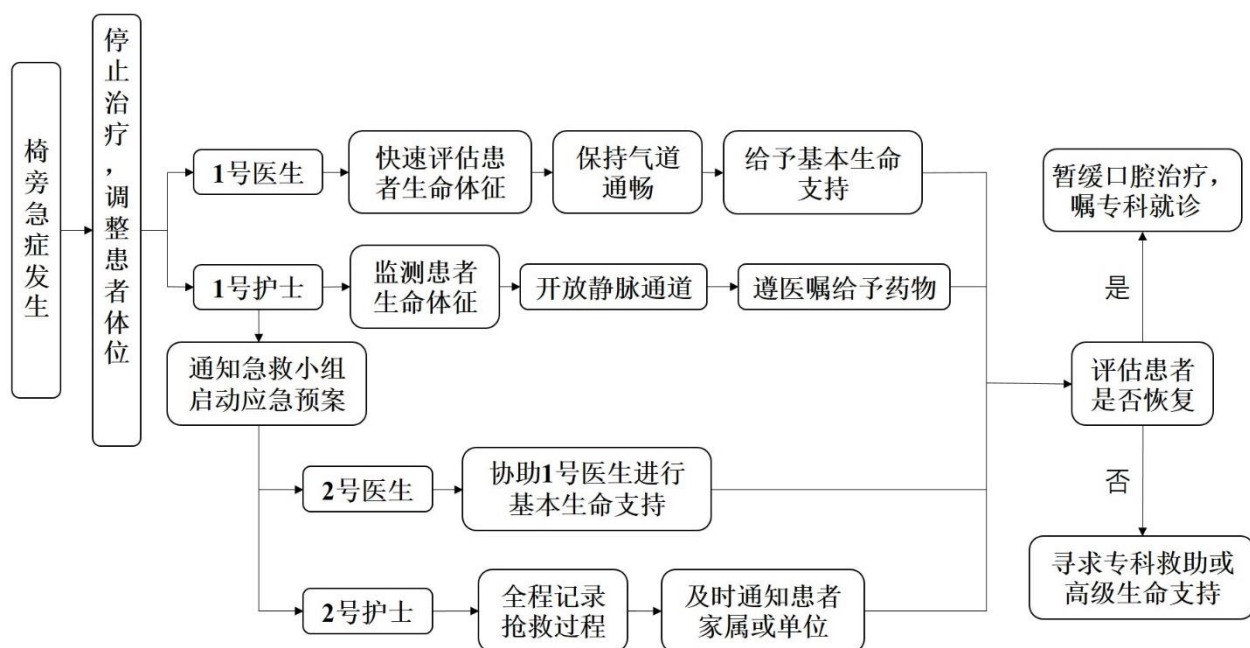 椅旁急症发生
停止治疗，调整患者体位
1号医生
快速评估患
者生命体征
保持气道
通畅
给予基本生命
支持
1号护士
监测患者
生命体征
开放静脉通道
遵医嘱给予药物
通知急救小组
启动应急预案
2号医生
协助1号医生进行
基本生命支持
2号护士
全程记录
抢救过程
及时通知患者
家属或单位
评估患者
是否恢复
是
暂缓口腔治疗，
嘱专科就诊
否
寻求专科救助或
高级生命支持